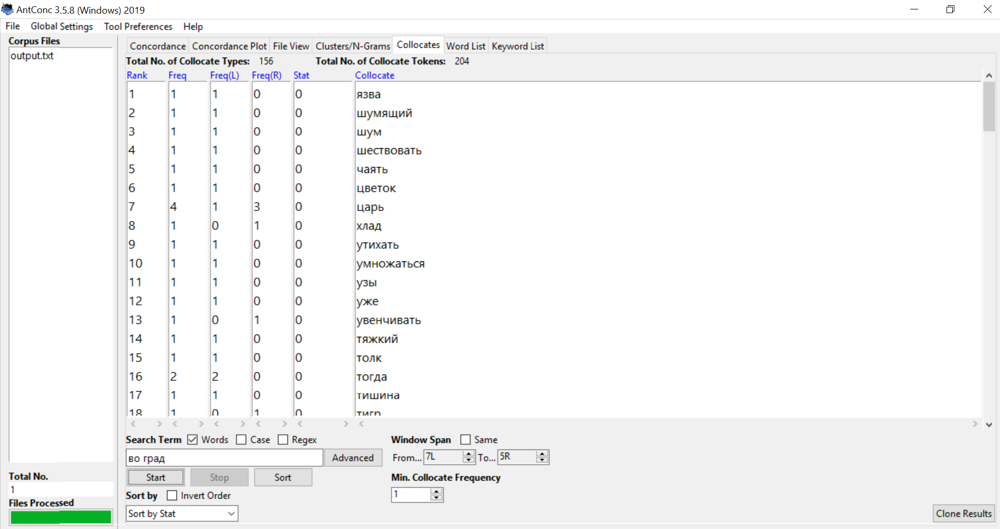 AntConc 3.5.8 (Windows) 2019
File Global Settings Tool Preferences Help
Corpus Files
output.txt
Concordance Concordance Plot File View Clusters/N-Grams Collocates Word List Keyword List
Total No. of Collocate Types: 156 Total No. of Collocate Tokens: 204
Rank Freq Freq(L) Freq(R) Stat Collocate
1 1 1 0 0 язва
2 1 1 0 0 шумящий
3 1 1 0 0 шум
4 1 1 0 0 шествовать
5 1 1 0 0 чаять
6 1 1 0 0 цветок
7 4 1 3 0 царь
8 1 0 1 0 хлад
9 1 1 0 0 утихать
10 1 1 0 0 умножаться
11 1 1 0 0 узы
12 1 1 0 0 уже
13 1 0 1 0 увенчивать
14 1 1 0 0 тяжкий
15 1 1 0 0 толк
16 2 2 0 0 тогда
17 1 1 0 0 тишина
18 1 0 1 0 тигр
Search Term Words Case Regex Window Span Same
во град Advanced From... 7L To... 5R
Start Stop Sort Min. Collocate Frequency
1
Sort by Invert Order
Sort by Stat
Total No.
1
Files Processed
Clone Results